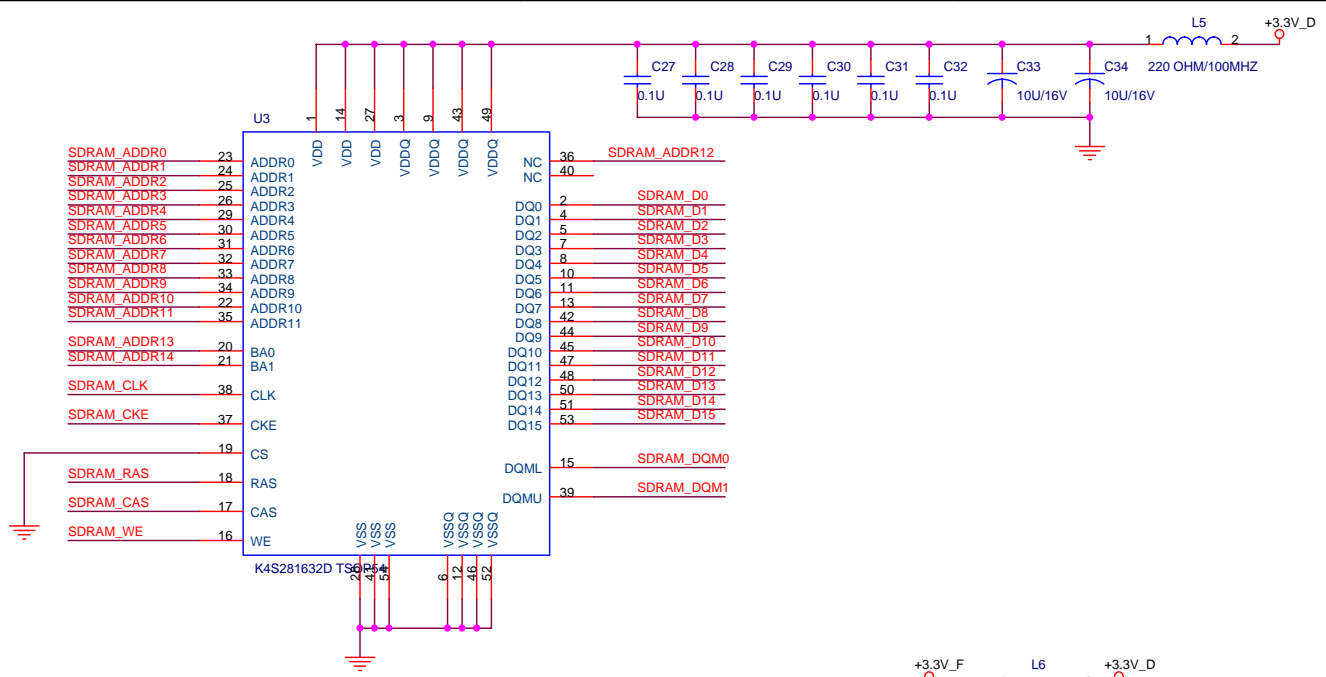 L5
+3.3V_D
1
2
220 OHM/100MHZ
C27
C28
C29
C30
C31
C32
C33
C34
0.1U
0.1U
0.1U
0.1U
0.1U
0.1U
10U/16V
10U/16V
U3
1
14
27
3
9
43
49
VDD
VDD
VDD
VDDQ
VDDQ
VDDQ
VDDQ
SDRAM_ADDR0 23 ADDR0
SDRAM_ADDR1 24 ADDR1
SDRAM_ADDR2 25 ADDR2
SDRAM_ADDR3 26 ADDR3
SDRAM_ADDR4 29 ADDR4
SDRAM_ADDR5 30 ADDR5
SDRAM_ADDR6 31 ADDR6
SDRAM_ADDR7 32 ADDR7
SDRAM_ADDR8 33 ADDR8
SDRAM_ADDR9 34 ADDR9
SDRAM_ADDR10 22 ADDR10
SDRAM_ADDR11 35 ADDR11
SDRAM_ADDR13 20 BA0
SDRAM_ADDR14 21 BA1
SDRAM_CLK 38 CLK
SDRAM_CKE 37 CKE
19 CS
SDRAM_RAS 18 RAS
SDRAM_CAS 17 CAS
SDRAM_WE 16 WE
NC 36 SDRAM_ADDR12
NC 40
DQ0 2 SDRAM_D0
DQ1 4 SDRAM_D1
DQ2 5 SDRAM_D2
DQ3 7 SDRAM_D3
DQ4 8 SDRAM_D4
DQ5 10 SDRAM_D5
DQ6 11 SDRAM_D6
DQ7 13 SDRAM_D7
DQ8 42 SDRAM_D8
DQ9 44 SDRAM_D9
DQ10 45 SDRAM_D10
DQ11 47 SDRAM_D11
DQ12 48 SDRAM_D12
DQ13 50 SDRAM_D13
DQ14 51 SDRAM_D14
DQ15 53 SDRAM_D15
DQML 15 SDRAM_DQM0
DQMU 39 SDRAM_DQM1
VSS
VSS
VSS
VSSQ
VSSQ
VSSQ
VSSQ
K4S281632D TSOP54
28
41
54
6
12
46
52
+3.3V_F
L6
+3.3V_D